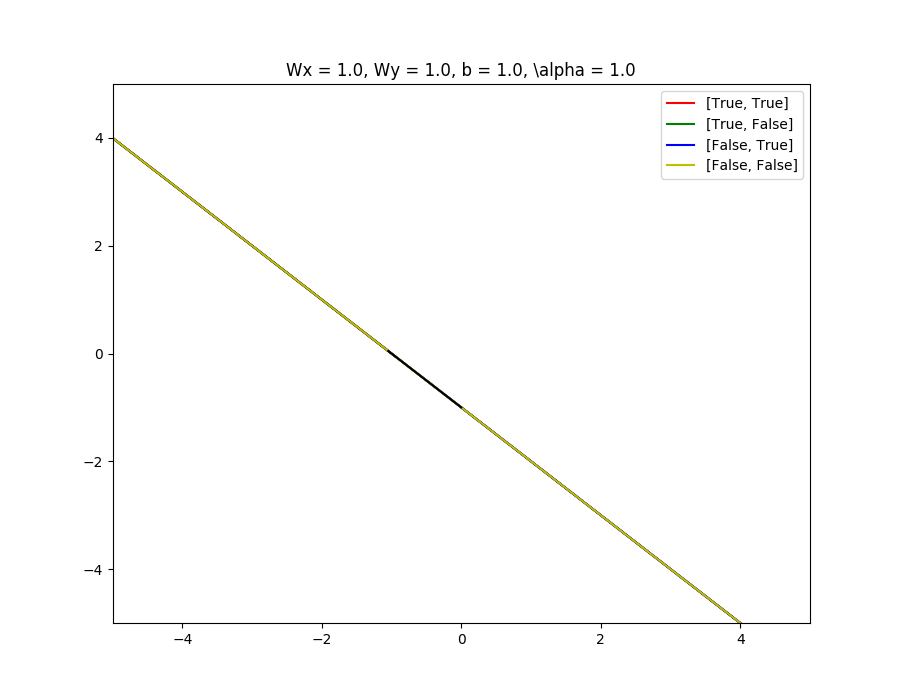 Wx = 1.0, Wy = 1.0, b = 1.0, \alpha = 1.0
[True, True]
[True, False]
[False, True]
[False, False]
4
2
0
−2
−4
−4
−2
0
2
4